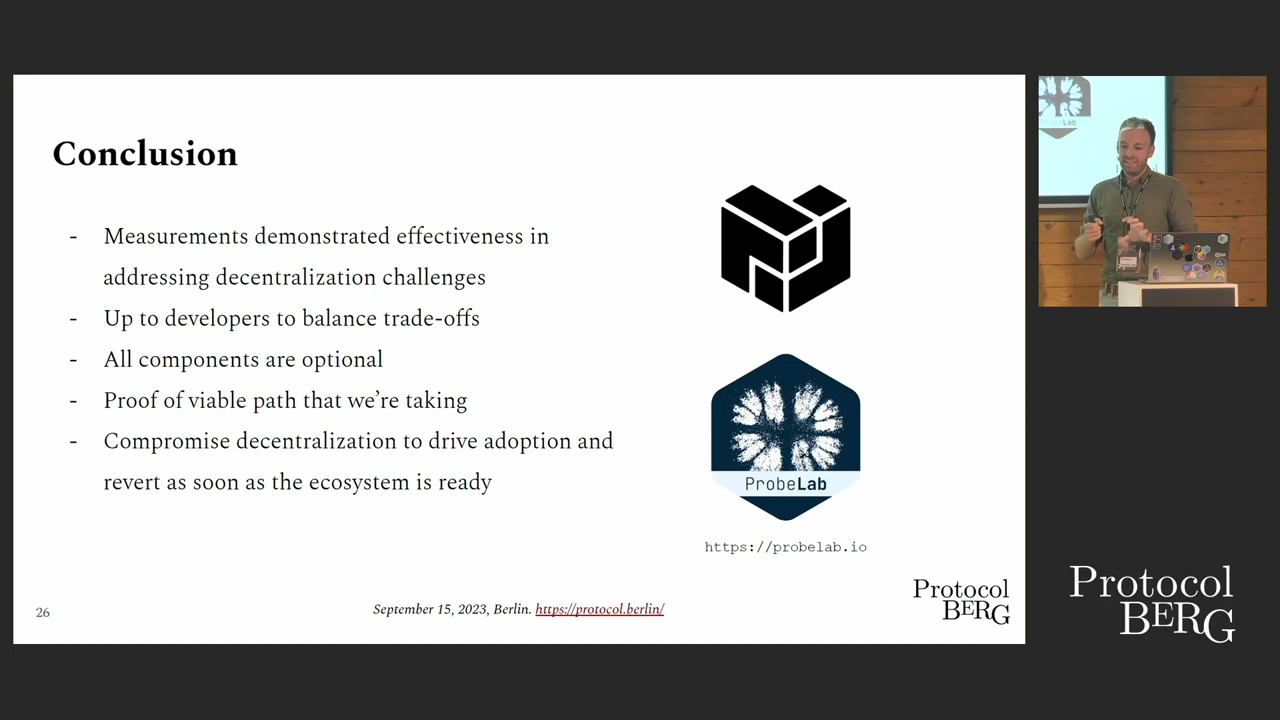 Conclusion
- Measurements demonstrated effectiveness in
addressing decentralization challenges
- Up to developers to balance trade-offs
- All components are optional
- Proof of viable path that we're taking
- Compromise decentralization to drive adoption and
revert as soon as the ecosystem is ready
ProbeLab
https://probelab.io
26
September 15, 2023, Berlin. https://protocol.berlin/
Protocol
BERG
ProbeLab
Protocol
BERG